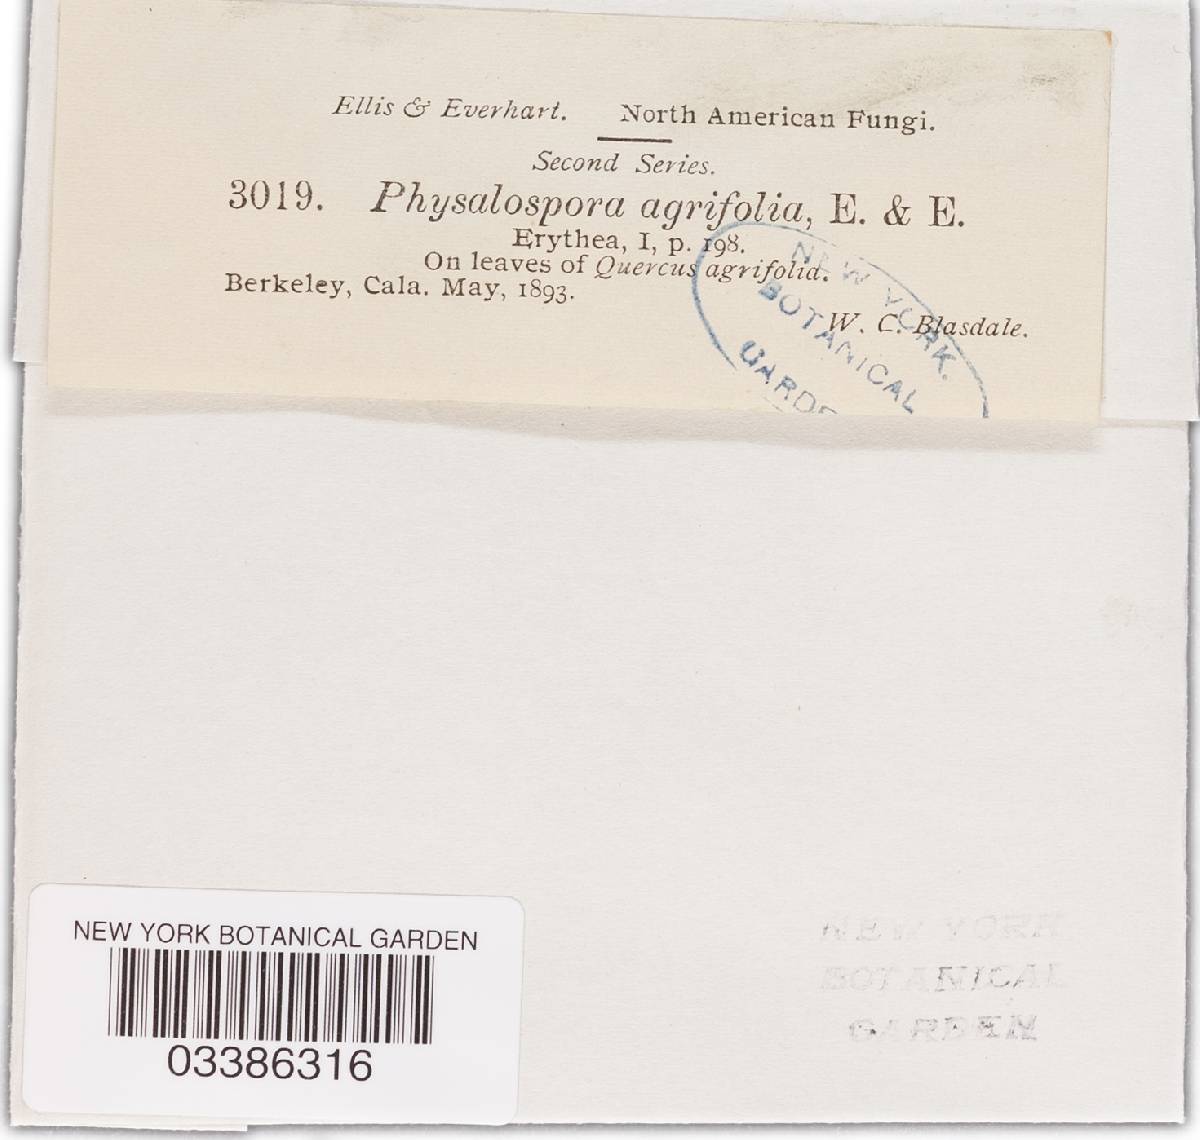 Ellis & Everhart. North American Fungi.
Second Series.
3019. Physalospora agrifolia, E. & E.
Erythea, I, p. 198.
On leaves of Quercus agrifolia.
Berkeley, Cala. May, 1893.
W. C. Blasdale.
NEW YORK.
BOTANICAL
GARDE
NEW YORK BOTANICAL GARDEN
03386316
NEW YORK
BOTANICAL
GARDEN